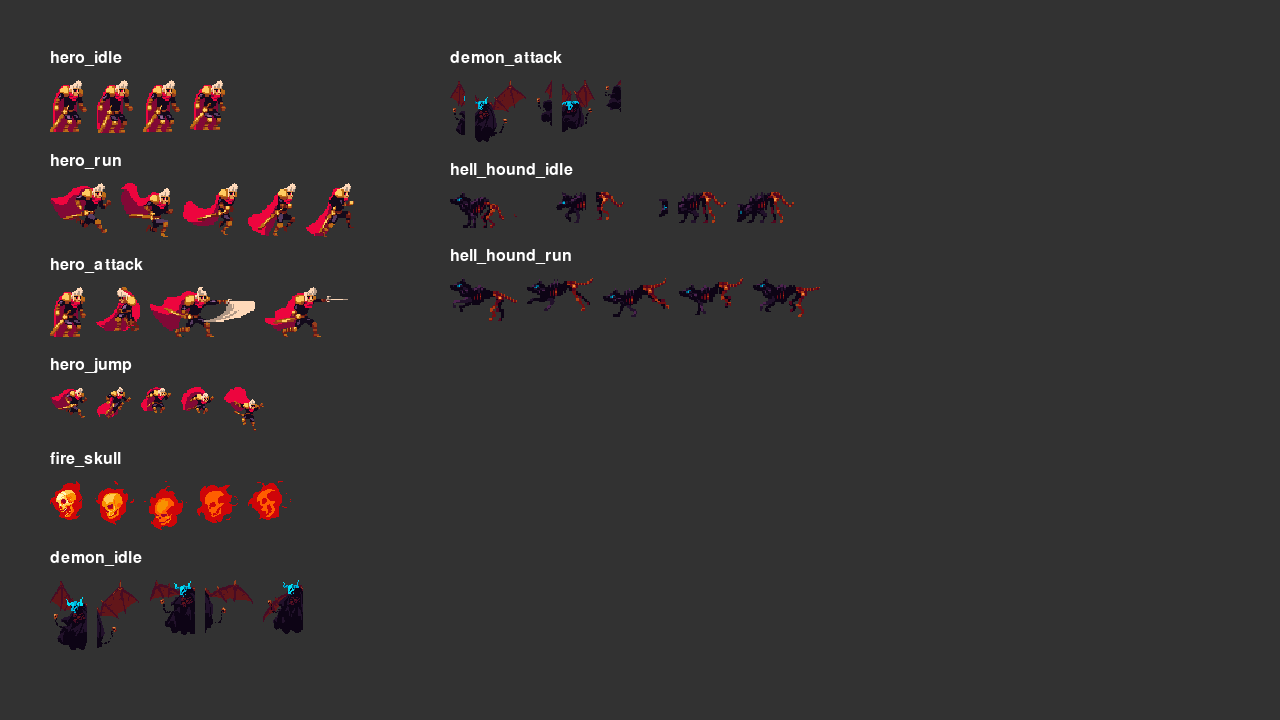 hero_idle
hero_run
hero_attack
hero_jump
fire_skull
demon_idle
demon_attack
hell_hound_idle
hell_hound_run